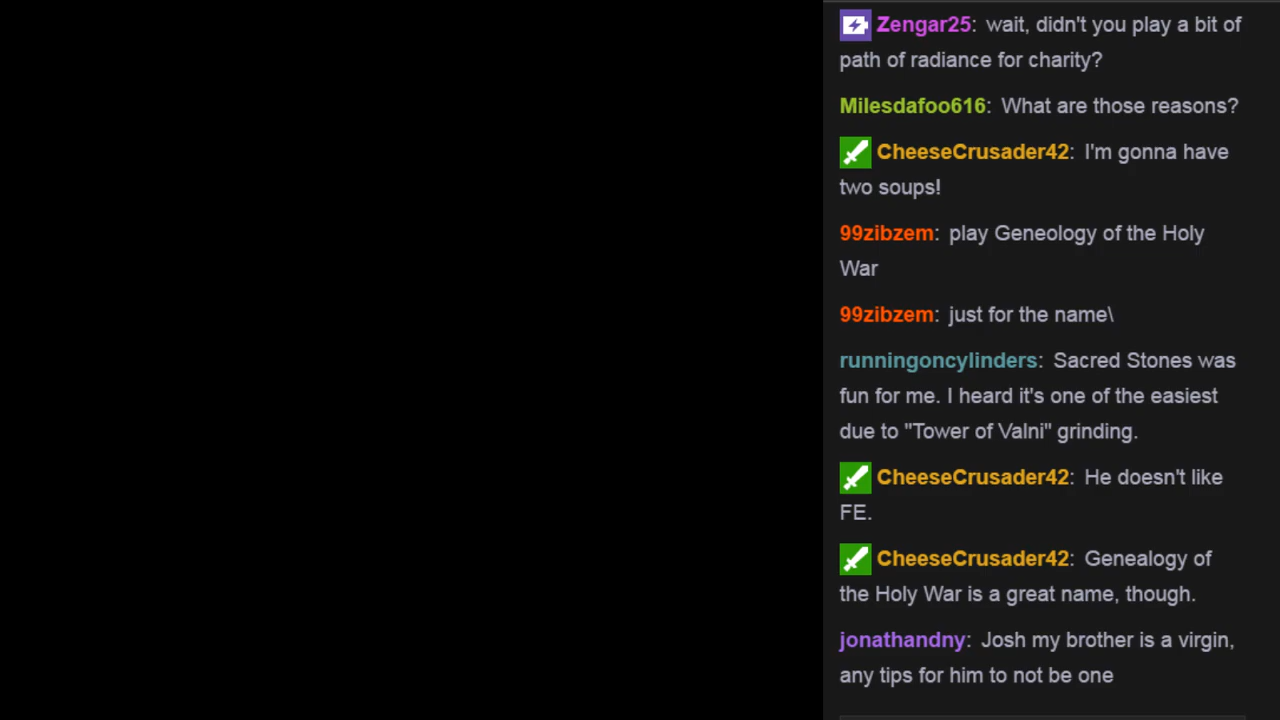 Zengar25: wait, didn't you play a bit of
path of radiance for charity?
Milesdafoo616: What are those reasons?
CheeseCrusader42: I'm gonna have
two soups!
99zibzem: play Geneology of the Holy
War
99zibzem: just for the name\
runningoncylinders: Sacred Stones was
fun for me. I heard it's one of the easiest
due to "Tower of Valni" grinding.
CheeseCrusader42: He doesn't like
FE.
CheeseCrusader42: Genealogy of
the Holy War is a great name, though.
jonathandny: Josh my brother is a virgin,
any tips for him to not be one